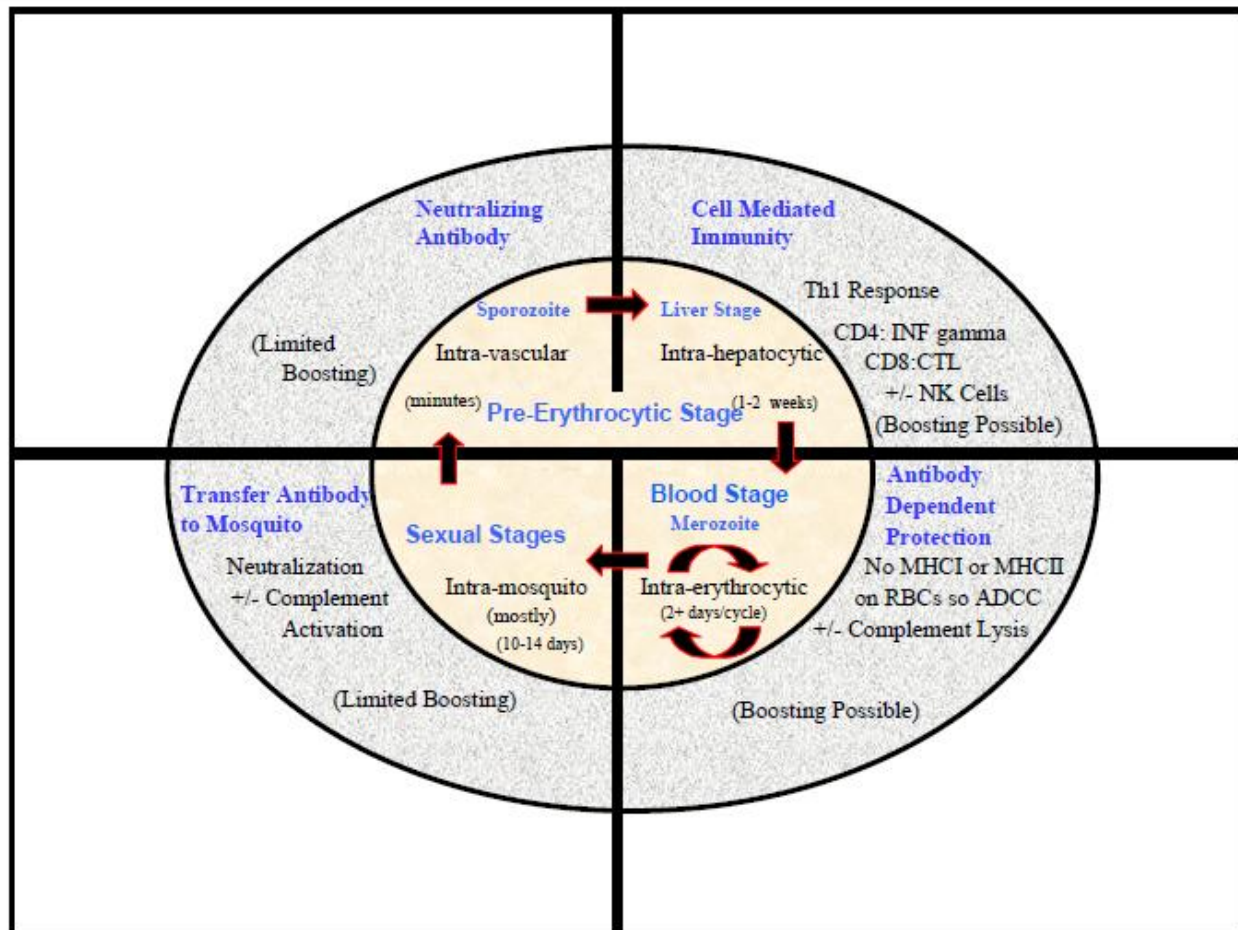 Neutralizing
Antibody
(Limited
Boosting)
Sporozoite
Intra-vascular
(minutes)
Cell Mediated
Immunity
Th1 Response
CD4: INF gamma
CD8:CTL
+/- NK Cells
(Boosting Possible)
Liver Stage
Intra-hepatocytic
(1-2 weeks)
Pre-Erythrocytic Stage
Transfer Antibody
to Mosquito
Neutralization
+/- Complement
Activation
(Limited Boosting)
Sexual Stages
Intra-mosquito
(mostly)
(10-14 days)
Blood Stage
Merozoite
Intra-erythrocytic
(2+ days/cycle)
Antibody
Dependent
Protection
No MHCI or MHCII
on RBCs so ADCC
+/- Complement Lysis
(Boosting Possible)